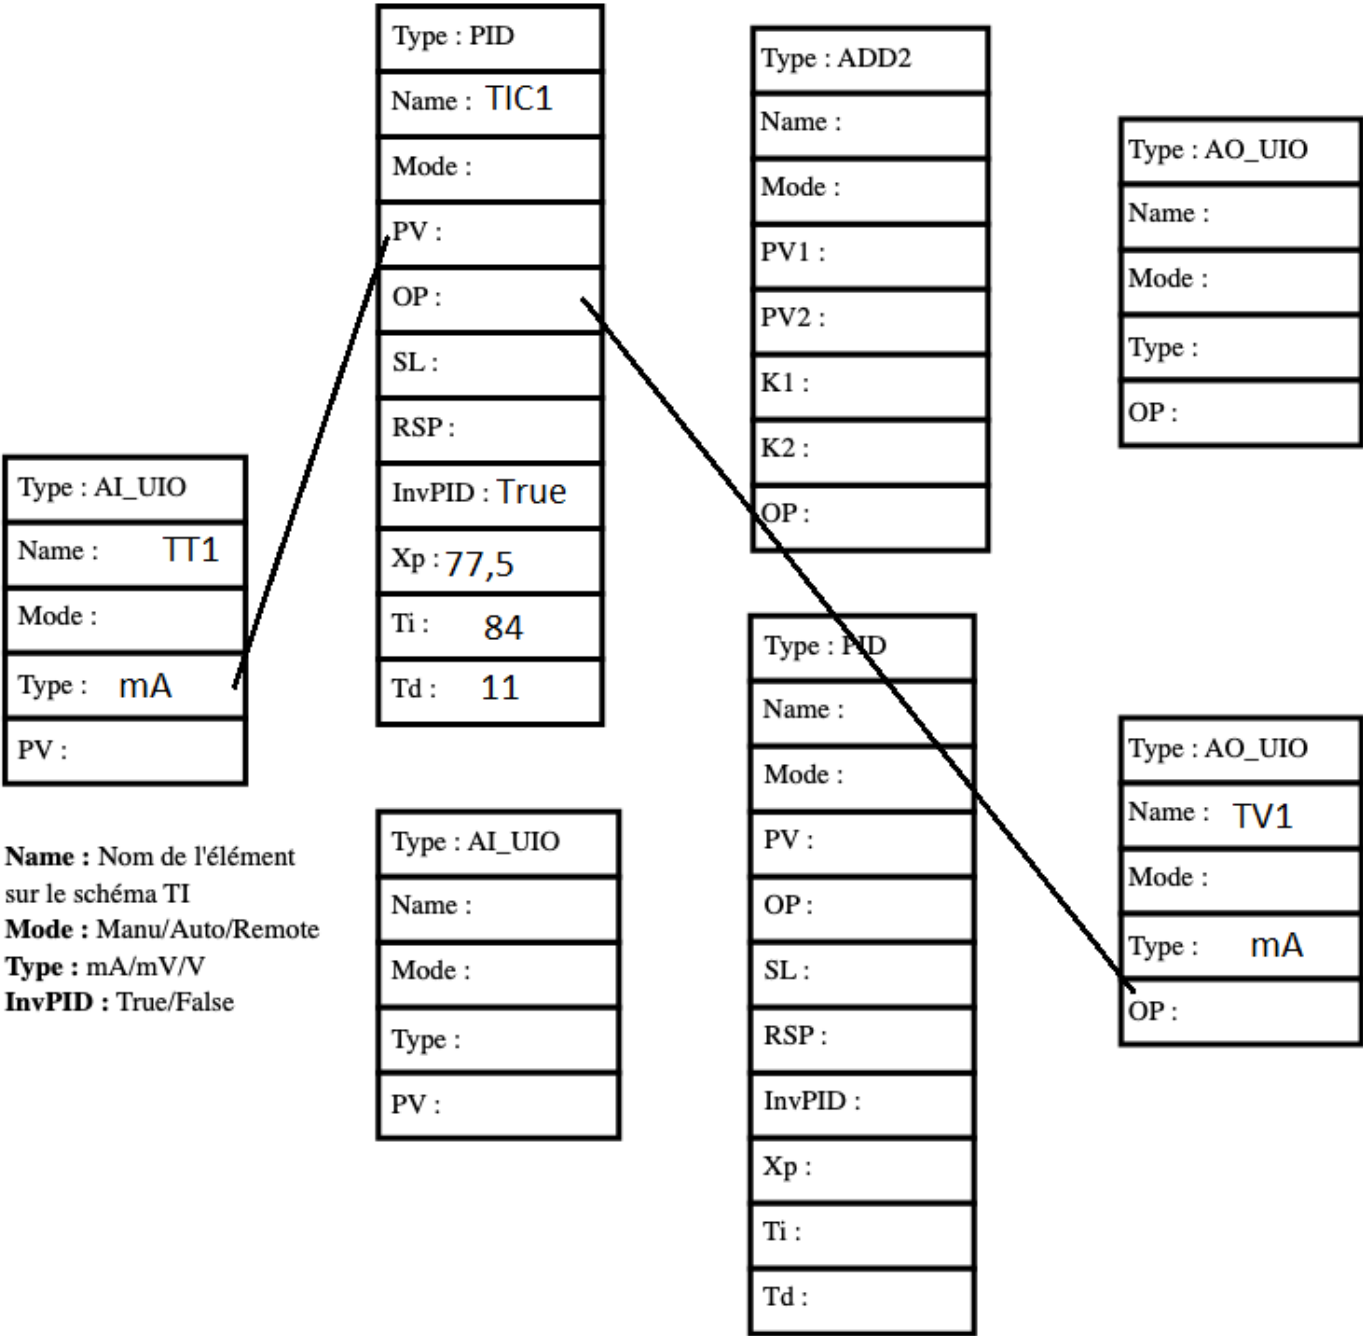 Type : PID
Name : TIC1
Mode :
PV :
OP :
SL :
RSP :
InvPID : True
Xp : 77,5
Ti : 84
Td : 11
Type : ADD2
Name :
Mode :
PV1 :
PV2 :
K1 :
K2 :
OP :
Type : AO_UIO
Name :
Mode :
Type :
OP :
Type : AI_UIO
Name : TT1
Mode :
Type : mA
PV :
Type : PID
Name :
Mode :
PV :
OP :
SL :
RSP :
InvPID :
Xp :
Ti :
Td :
Type : AO_UIO
Name : TV1
Mode :
Type : mA
OP :
Type : AI_UIO
Name :
Mode :
Type :
PV :
Name : Nom de l'élément
sur le schéma TI
Mode : Manu/Auto/Remote
Type : mA/mV/V
InvPID : True/False